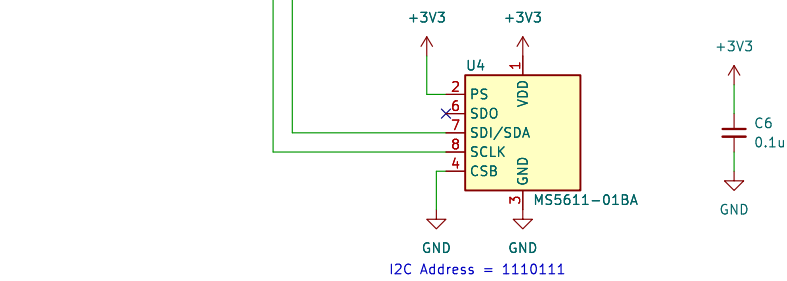 +3V3
+3V3
+3V3
U4
1
2
PS
VDD
6
SDO
7
SDI/SDA
8
SCLK
4
CSB
GND
3
MS5611-01BA
C6
0.1u
GND
GND
GND
I2C Address = 1110111